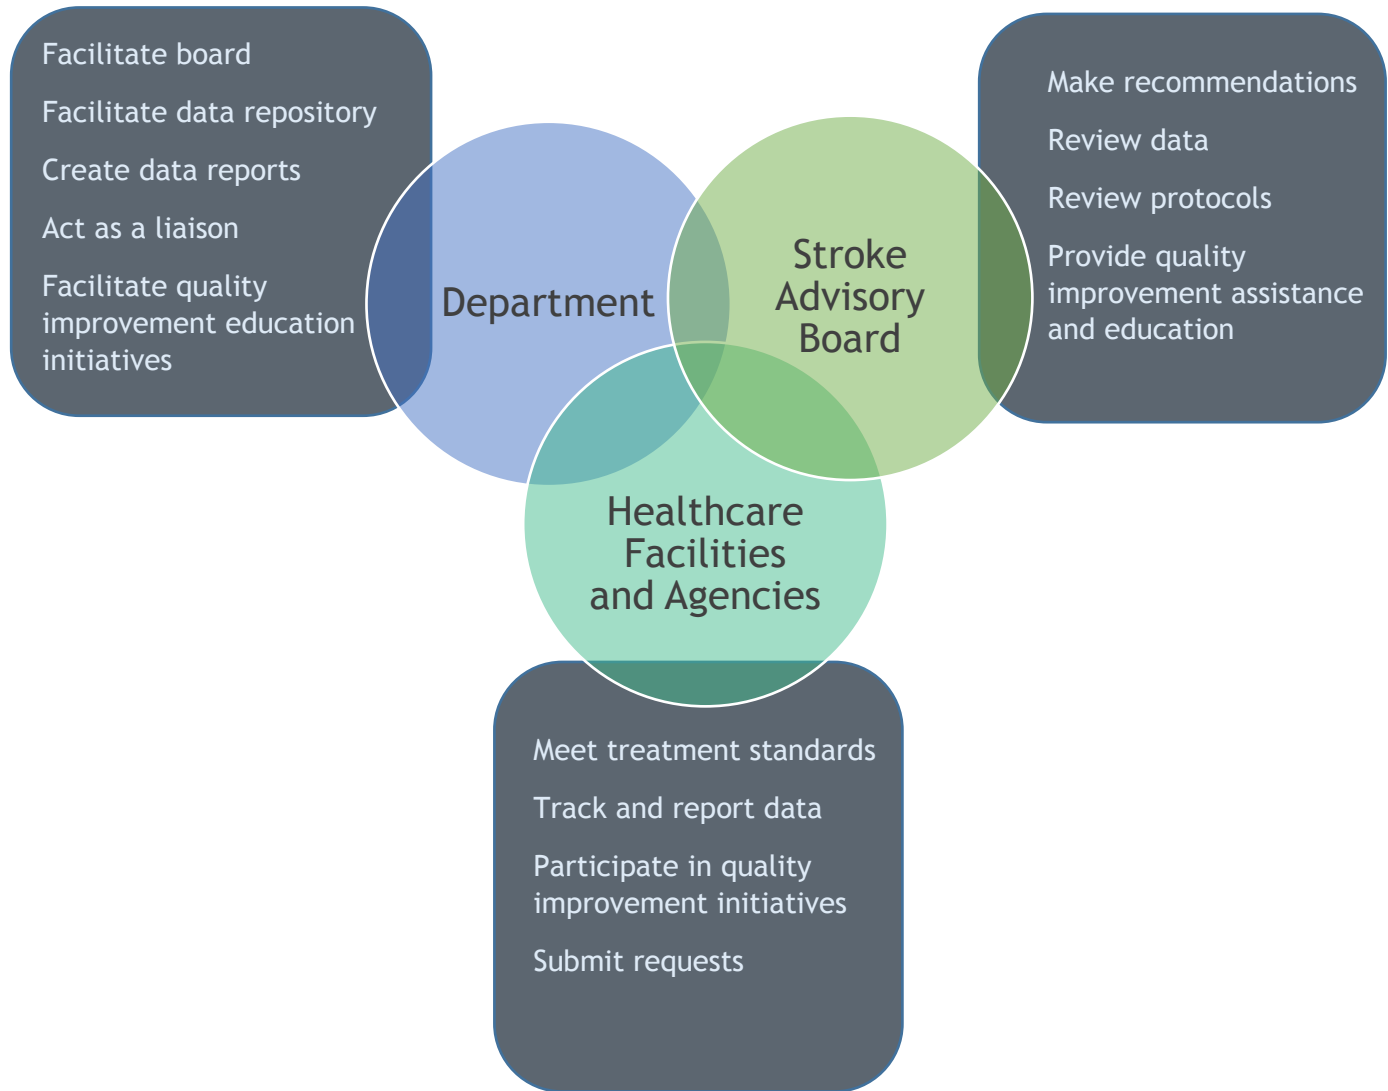 Facilitate board
Facilitate data repository
Create data reports
Act as a liaison
Facilitate quality
improvement education
initiatives
Department
Stroke
Advisory
Board
Make recommendations
Review data
Review protocols
Provide quality
improvement assistance
and education
Healthcare
Facilities
and Agencies
Meet treatment standards
Track and report data
Participate in quality
improvement initiatives
Submit requests